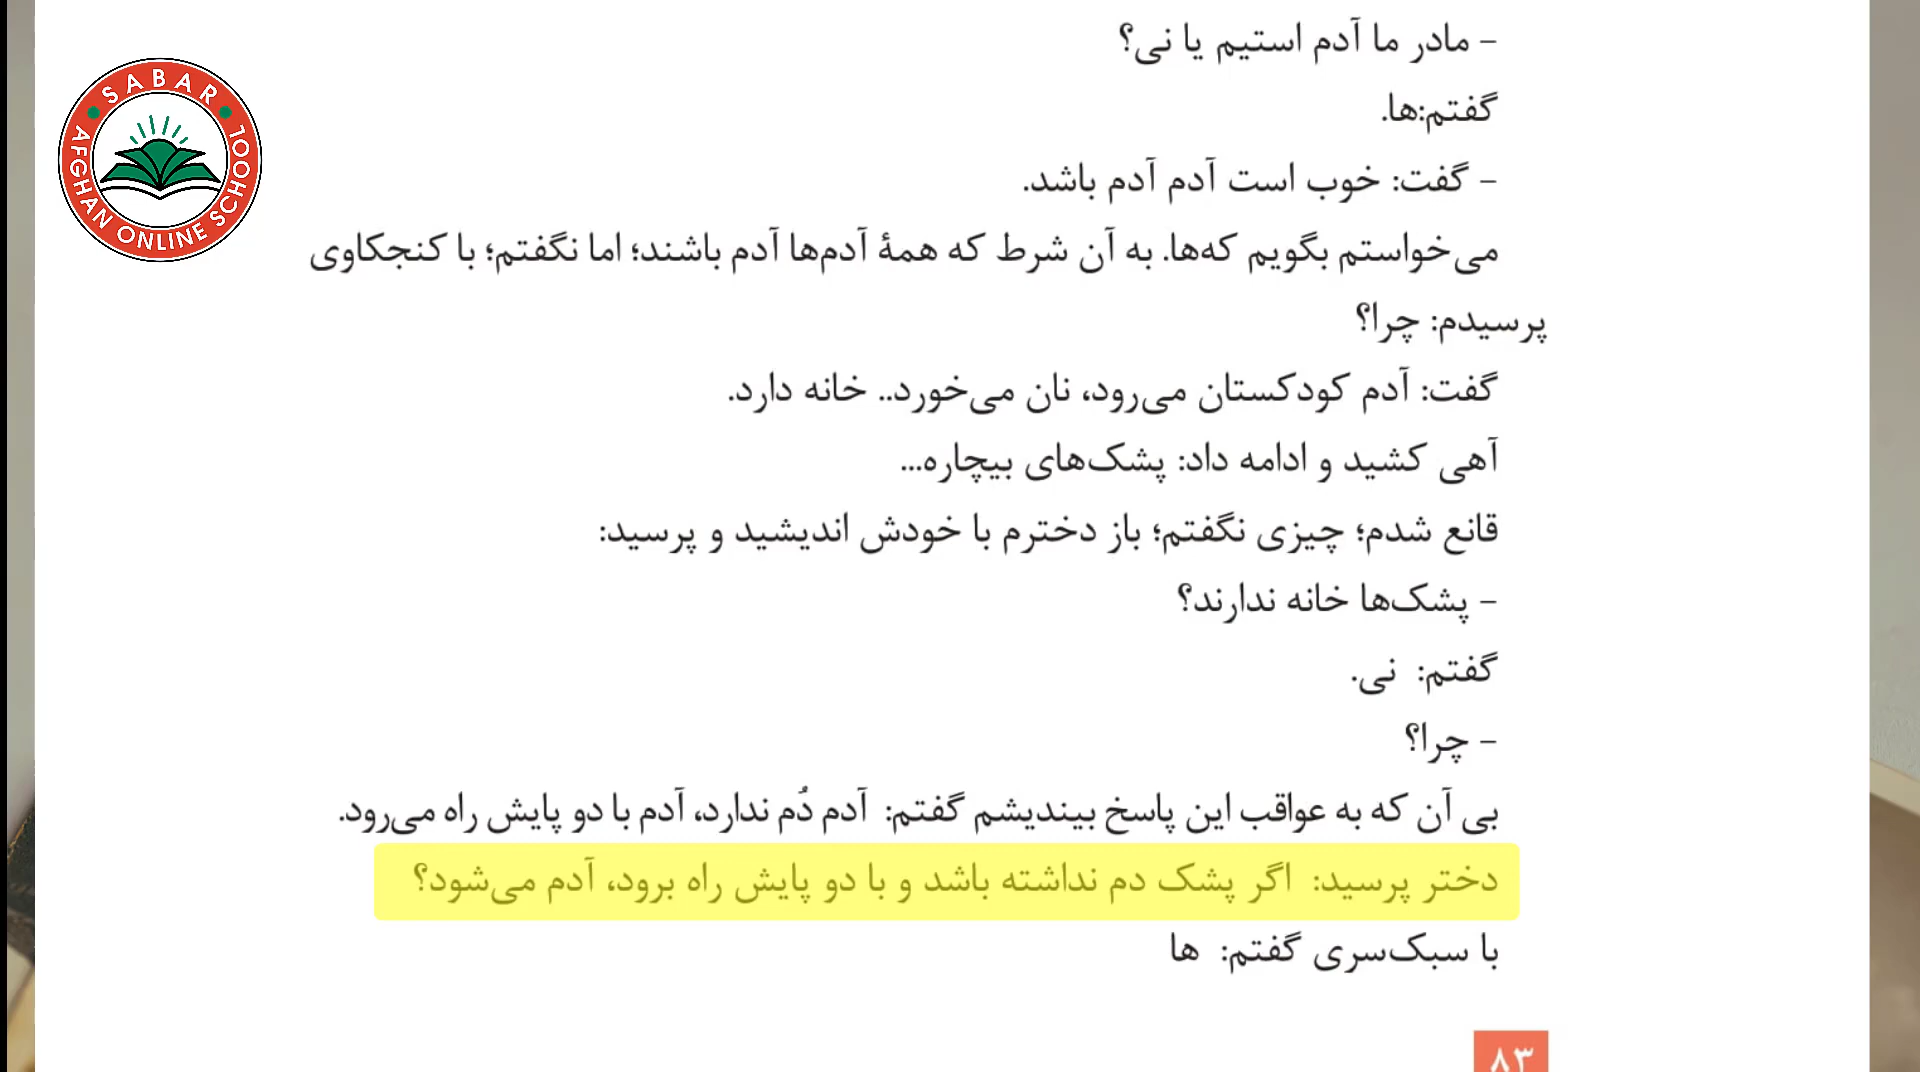 SABAR
AFGHAN ONLINE SCHOOL
– مادر ما آدم استیم یا نی؟
گفتم:ها.
– گفت: خوب است آدم آدم باشد.
می‌خواستم بگویم که‌ها. به آن شرط که همهٔ آدم‌ها آدم باشند؛ اما نگفتم؛ با کنجکاوی
پرسیدم: چرا؟
گفت: آدم کودکستان می‌رود، نان می‌خورد.. خانه دارد.
آهی کشید و ادامه داد: پشک‌های بیچاره...
قانع شدم؛ چیزی نگفتم؛ باز دخترم با خودش اندیشید و پرسید:
– پشک‌ها خانه ندارند؟
گفتم: نی.
– چرا؟
بی آن که به عواقب این پاسخ بیندیشم گفتم: آدم دُم ندارد، آدم با دو پایش راه می‌رود.
دختر پرسید: اگر پشک دم نداشته باشد و با دو پایش راه برود، آدم می‌شود؟
با سبک‌سری گفتم: ها
۸۳